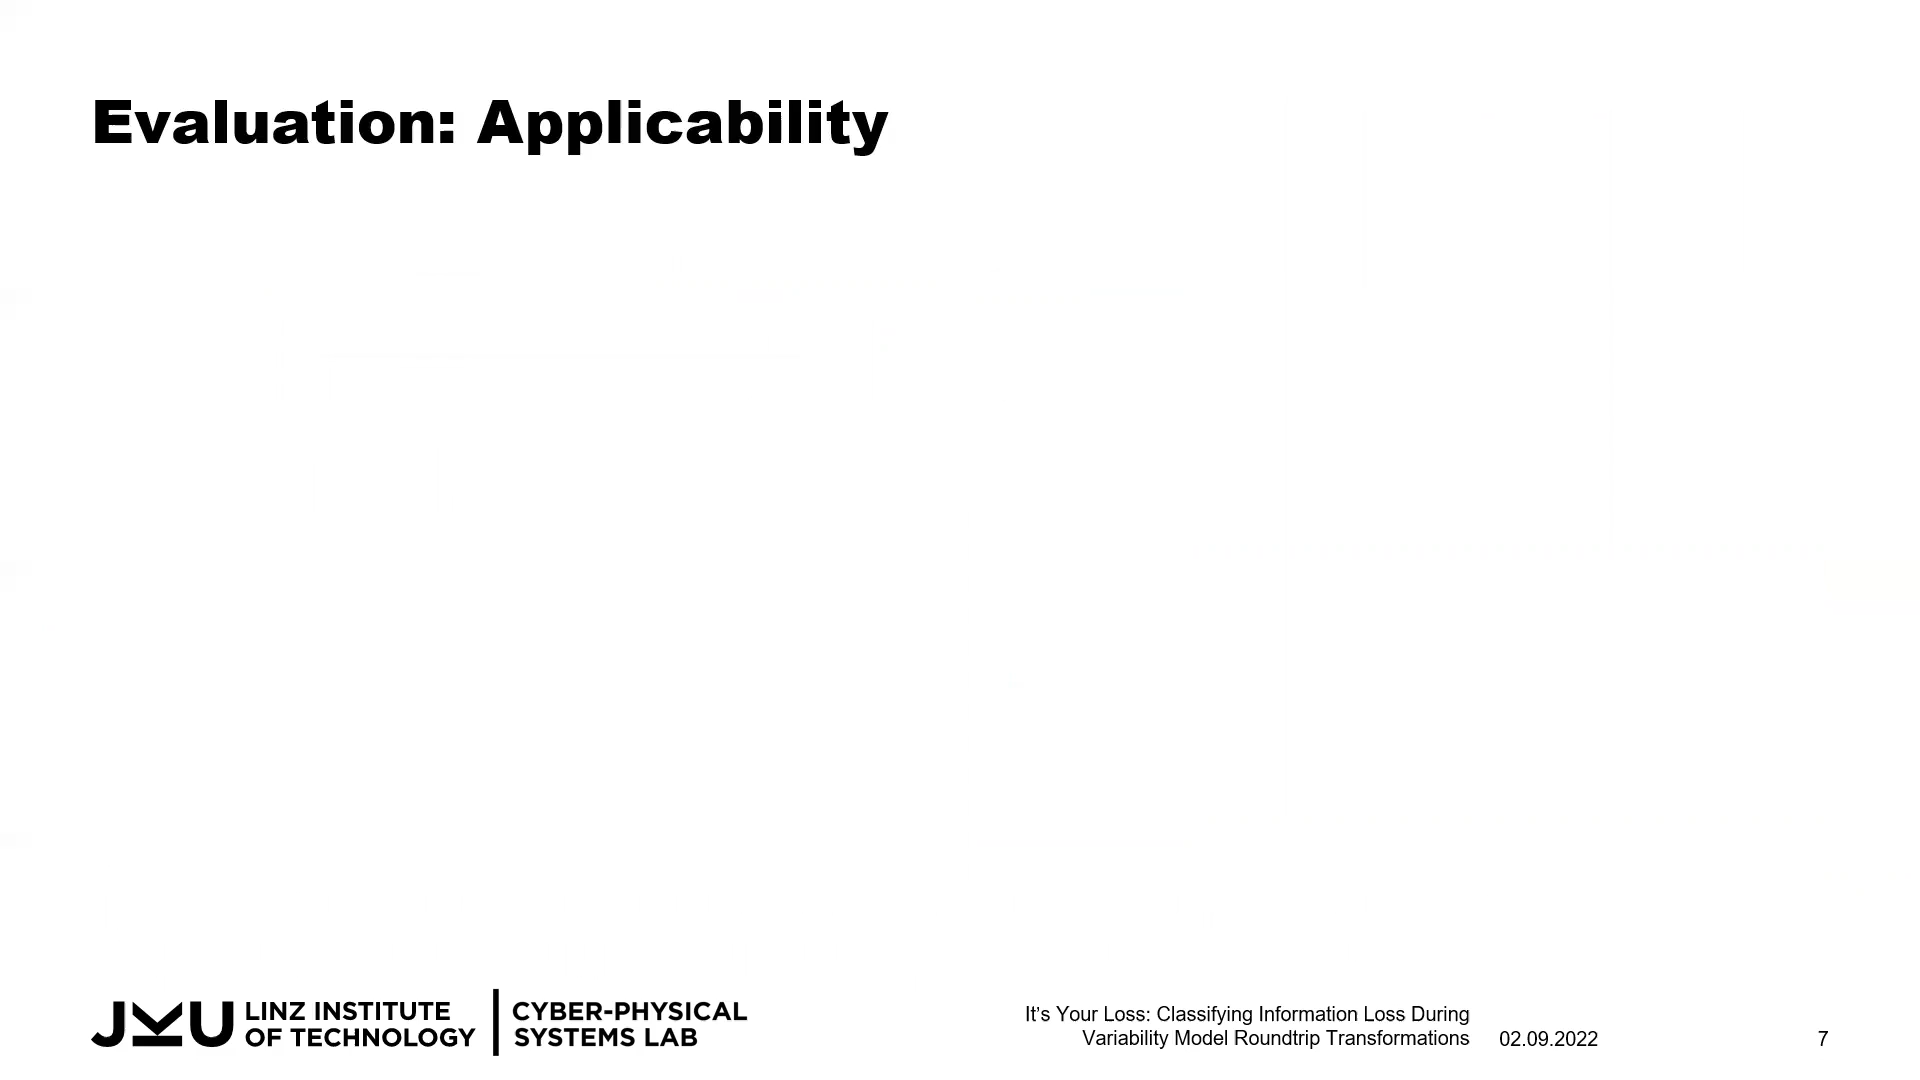 Evaluation: Applicability
JKU LINZ INSTITUTE
OF TECHNOLOGY
CYBER-PHYSICAL
SYSTEMS LAB
It's Your Loss: Classifying Information Loss During
Variability Model Roundtrip Transformations
02.09.2022
7